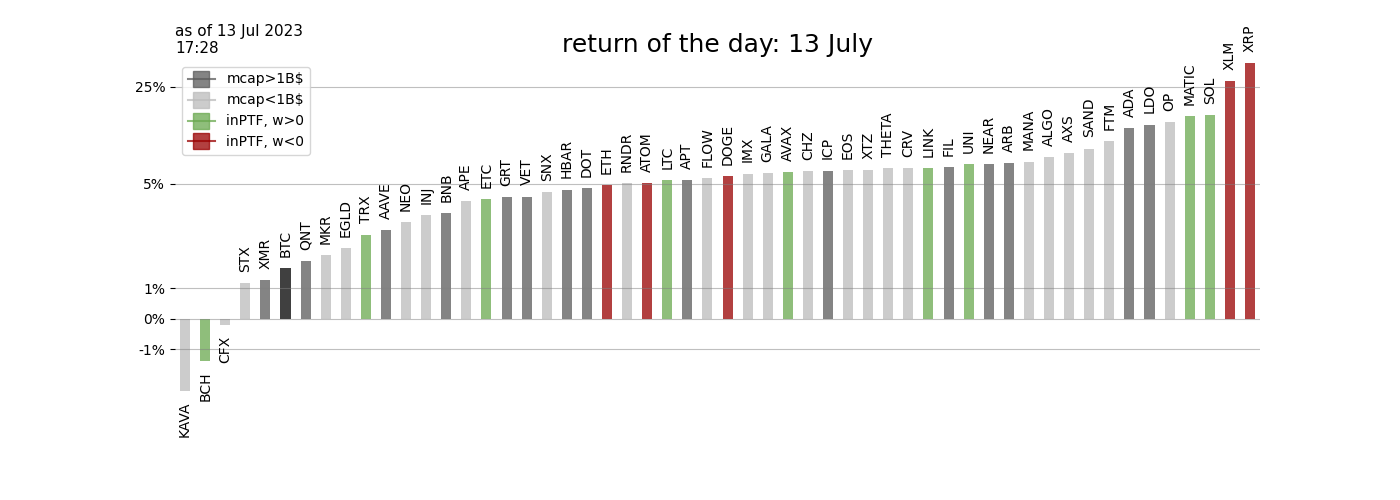 as of 13 Jul 2023
17:28
return of the day: 13 July
mcap>1B$
mcap<1B$
inPTF, w>0
inPTF, w<0
25%
5%
1%
0%
-1%
KAVA
BCH
CFX
STX
XMR
BTC
QNT
MKR
EGLD
TRX
AAVE
NEO
INJ
BNB
APE
ETC
GRT
VET
SNX
HBAR
DOT
ETH
RNDR
ATOM
LTC
APT
FLOW
DOGE
IMX
GALA
AVAX
CHZ
ICP
EOS
XTZ
THETA
CRV
LINK
FIL
UNI
NEAR
ARB
MANA
ALGO
AXS
SAND
FTM
ADA
LDO
OP
MATIC
SOL
XLM
XRP